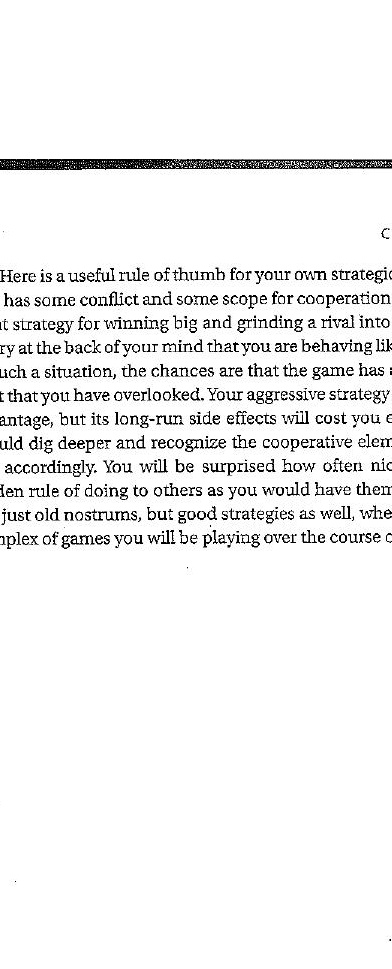 C
Here is a useful rule of thumb for your own strategic
has some conflict and some scope for cooperation
t strategy for winning big and grinding a rival into
ry at the back of your mind that you are behaving lik
uch a situation, the chances are that the game has
t that you have overlooked. Your aggressive strategy
antage, but its long-run side effects will cost you e
uld dig deeper and recognize the cooperative elem
accordingly. You will be surprised how often nic
den rule of doing to others as you would have them
just old nostrums, but good strategies as well, whe
nplex of games you will be playing over the course o